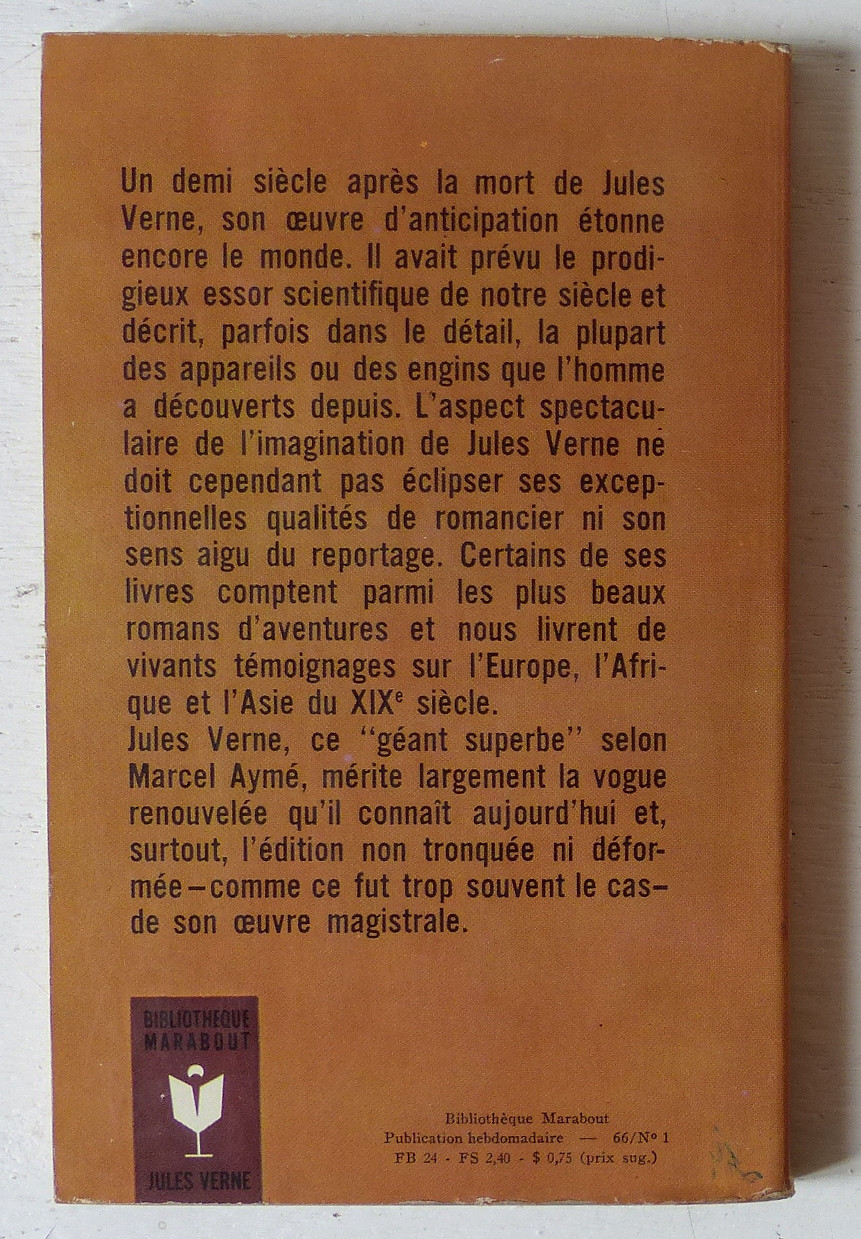 Un demi siècle après la mort de Jules
Verne, son œuvre d'anticipation étonne
encore le monde. Il avait prévu le prodi-
gieux essor scientifique de notre siècle et
décrit, parfois dans le détail, la plupart
des appareils ou des engins que l'homme
a découverts depuis. L'aspect spectacu-
laire de l'imagination de Jules Verne ne
doit cependant pas éclipser ses excep-
tionnelles qualités de romancier ni son
sens aigu du reportage. Certains de ses
livres comptent parmi les plus beaux
romans d'aventures et nous livrent de
vivants témoignages sur l'Europe, l'Afri-
que et l'Asie du XIXe siècle.
Jules Verne, ce "géant superbe" selon
Marcel Aymé, mérite largement la vogue
renouvelée qu'il connaît aujourd'hui et,
surtout, l'édition non tronquée ni défor-
mée–comme ce fut trop souvent le cas–
de son œuvre magistrale.
BIBLIOTHEQUE
MARABOUT
JULES VERNE
Bibliothèque Marabout
Publication hebdomadaire — 66/Nº 1
FB 24 - FS 2,40 - $ 0,75 (prix sug.)